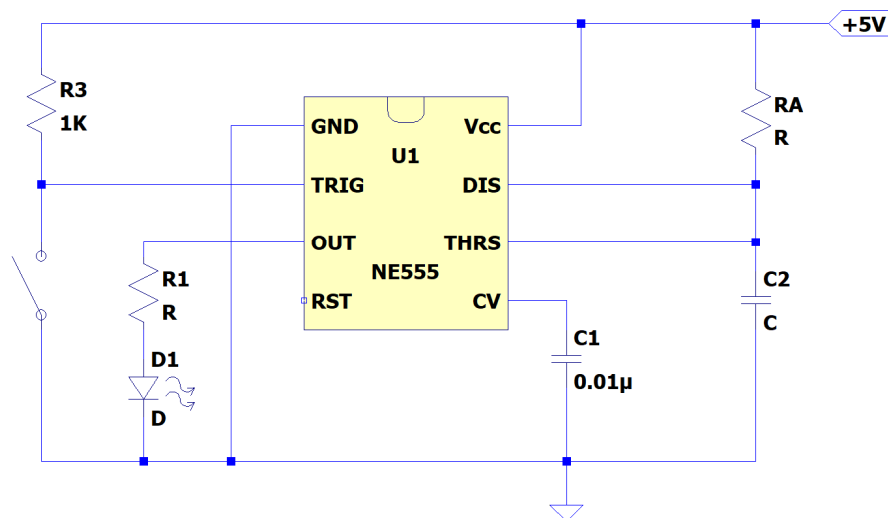 +5V
R3
1K
RA
R
GND
Vcc
U1
TRIG
DIS
OUT
THRS
NE555
R1
R
RST
CV
C2
C
C1
0.01µ
D1
D